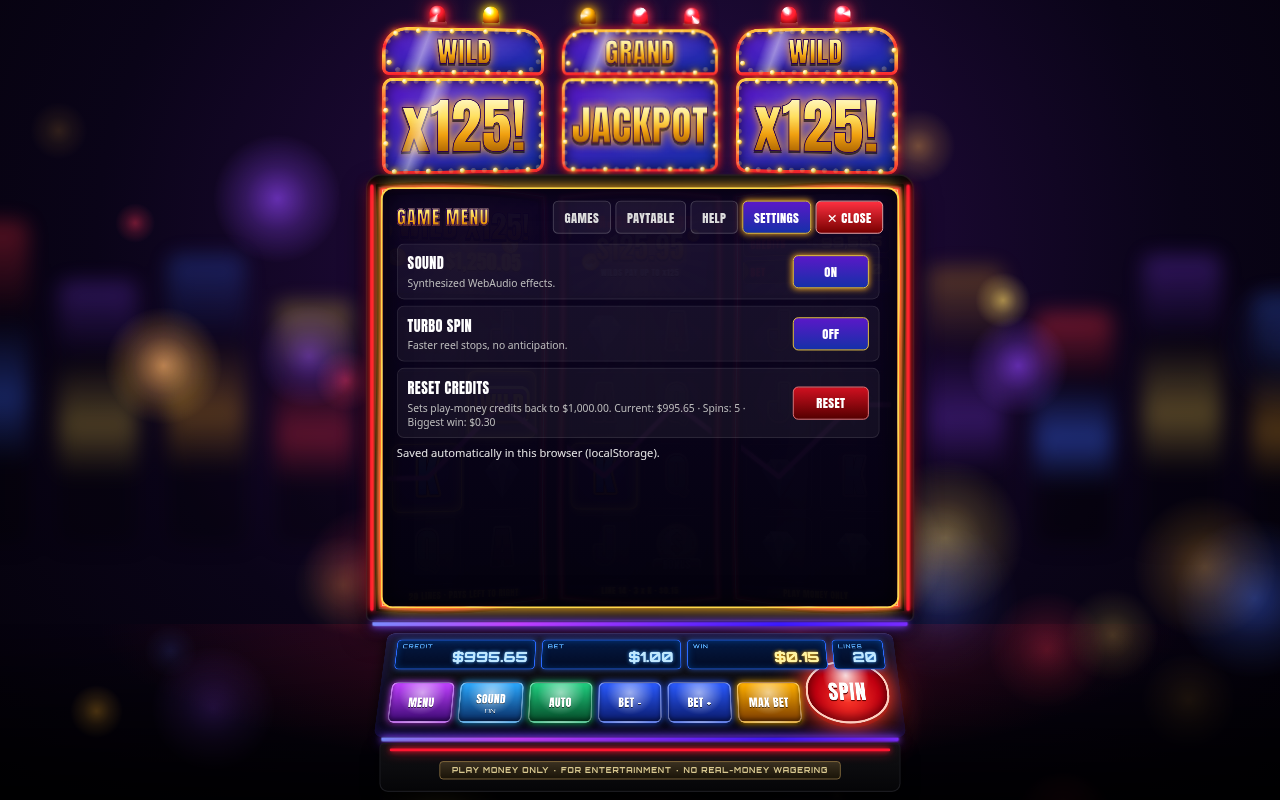 WILD
GRAND
WILD
x125!
JACKPOT
x125!
GAME MENU
GAMES
PAYTABLE
HELP
SETTINGS
✕ CLOSE
SOUND
Synthesized WebAudio effects.
ON
TURBO SPIN
Faster reel stops, no anticipation.
OFF
RESET CREDITS
Sets play-money credits back to $1,000.00. Current: $995.65 · Spins: 5 ·
Biggest win: $0.30
RESET
Saved automatically in this browser (localStorage).
CREDIT
$995.65
BET
$1.00
WIN
$0.15
LINES
20
MENU
SOUND
ON
AUTO
BET -
BET +
MAX BET
SPIN
PLAY MONEY ONLY · FOR ENTERTAINMENT · NO REAL-MONEY WAGERING